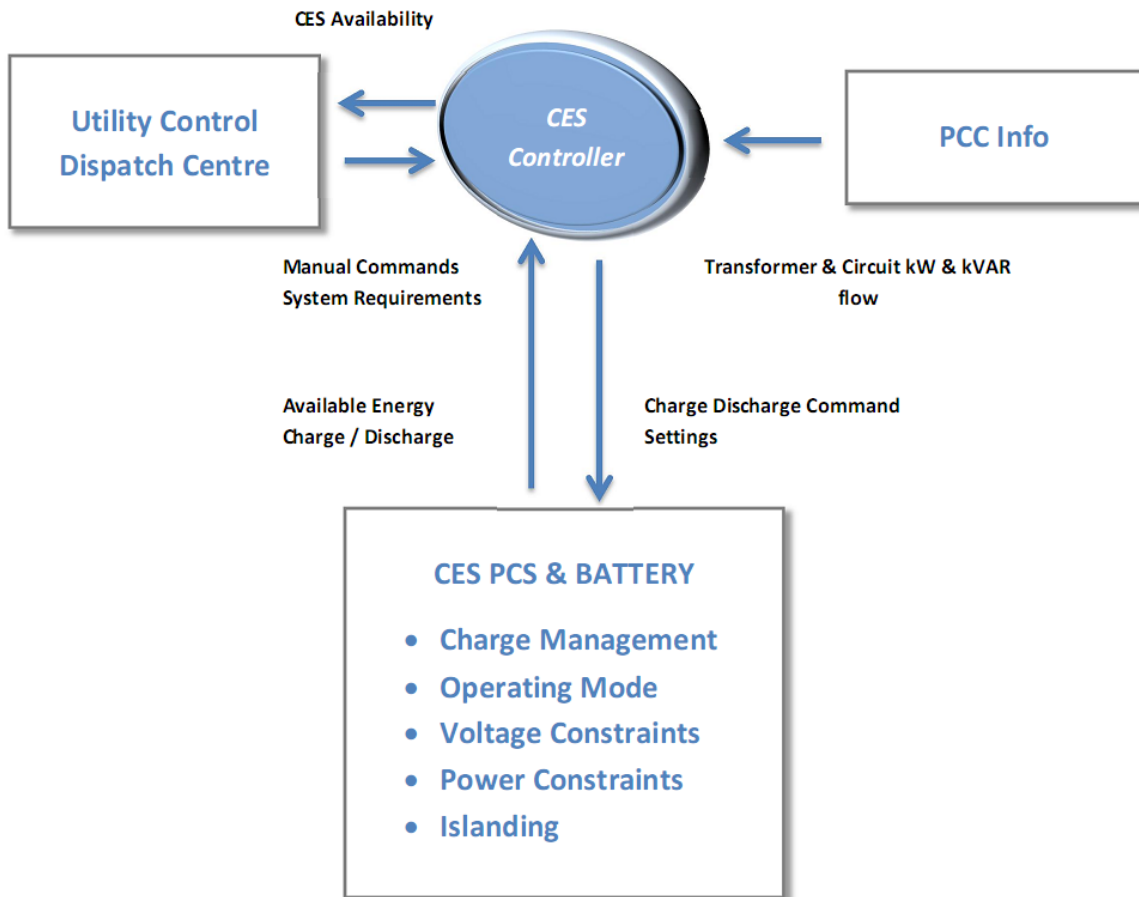 CES Availability
Utility Control
Dispatch Centre
CES
Controller
PCC Info
Manual Commands
System Requirements
Transformer & Circuit kW & kVAR
flow
Available Energy
Charge / Discharge
Charge Discharge Command
Settings
CES PCS & BATTERY
• Charge Management
• Operating Mode
• Voltage Constraints
• Power Constraints
• Islanding